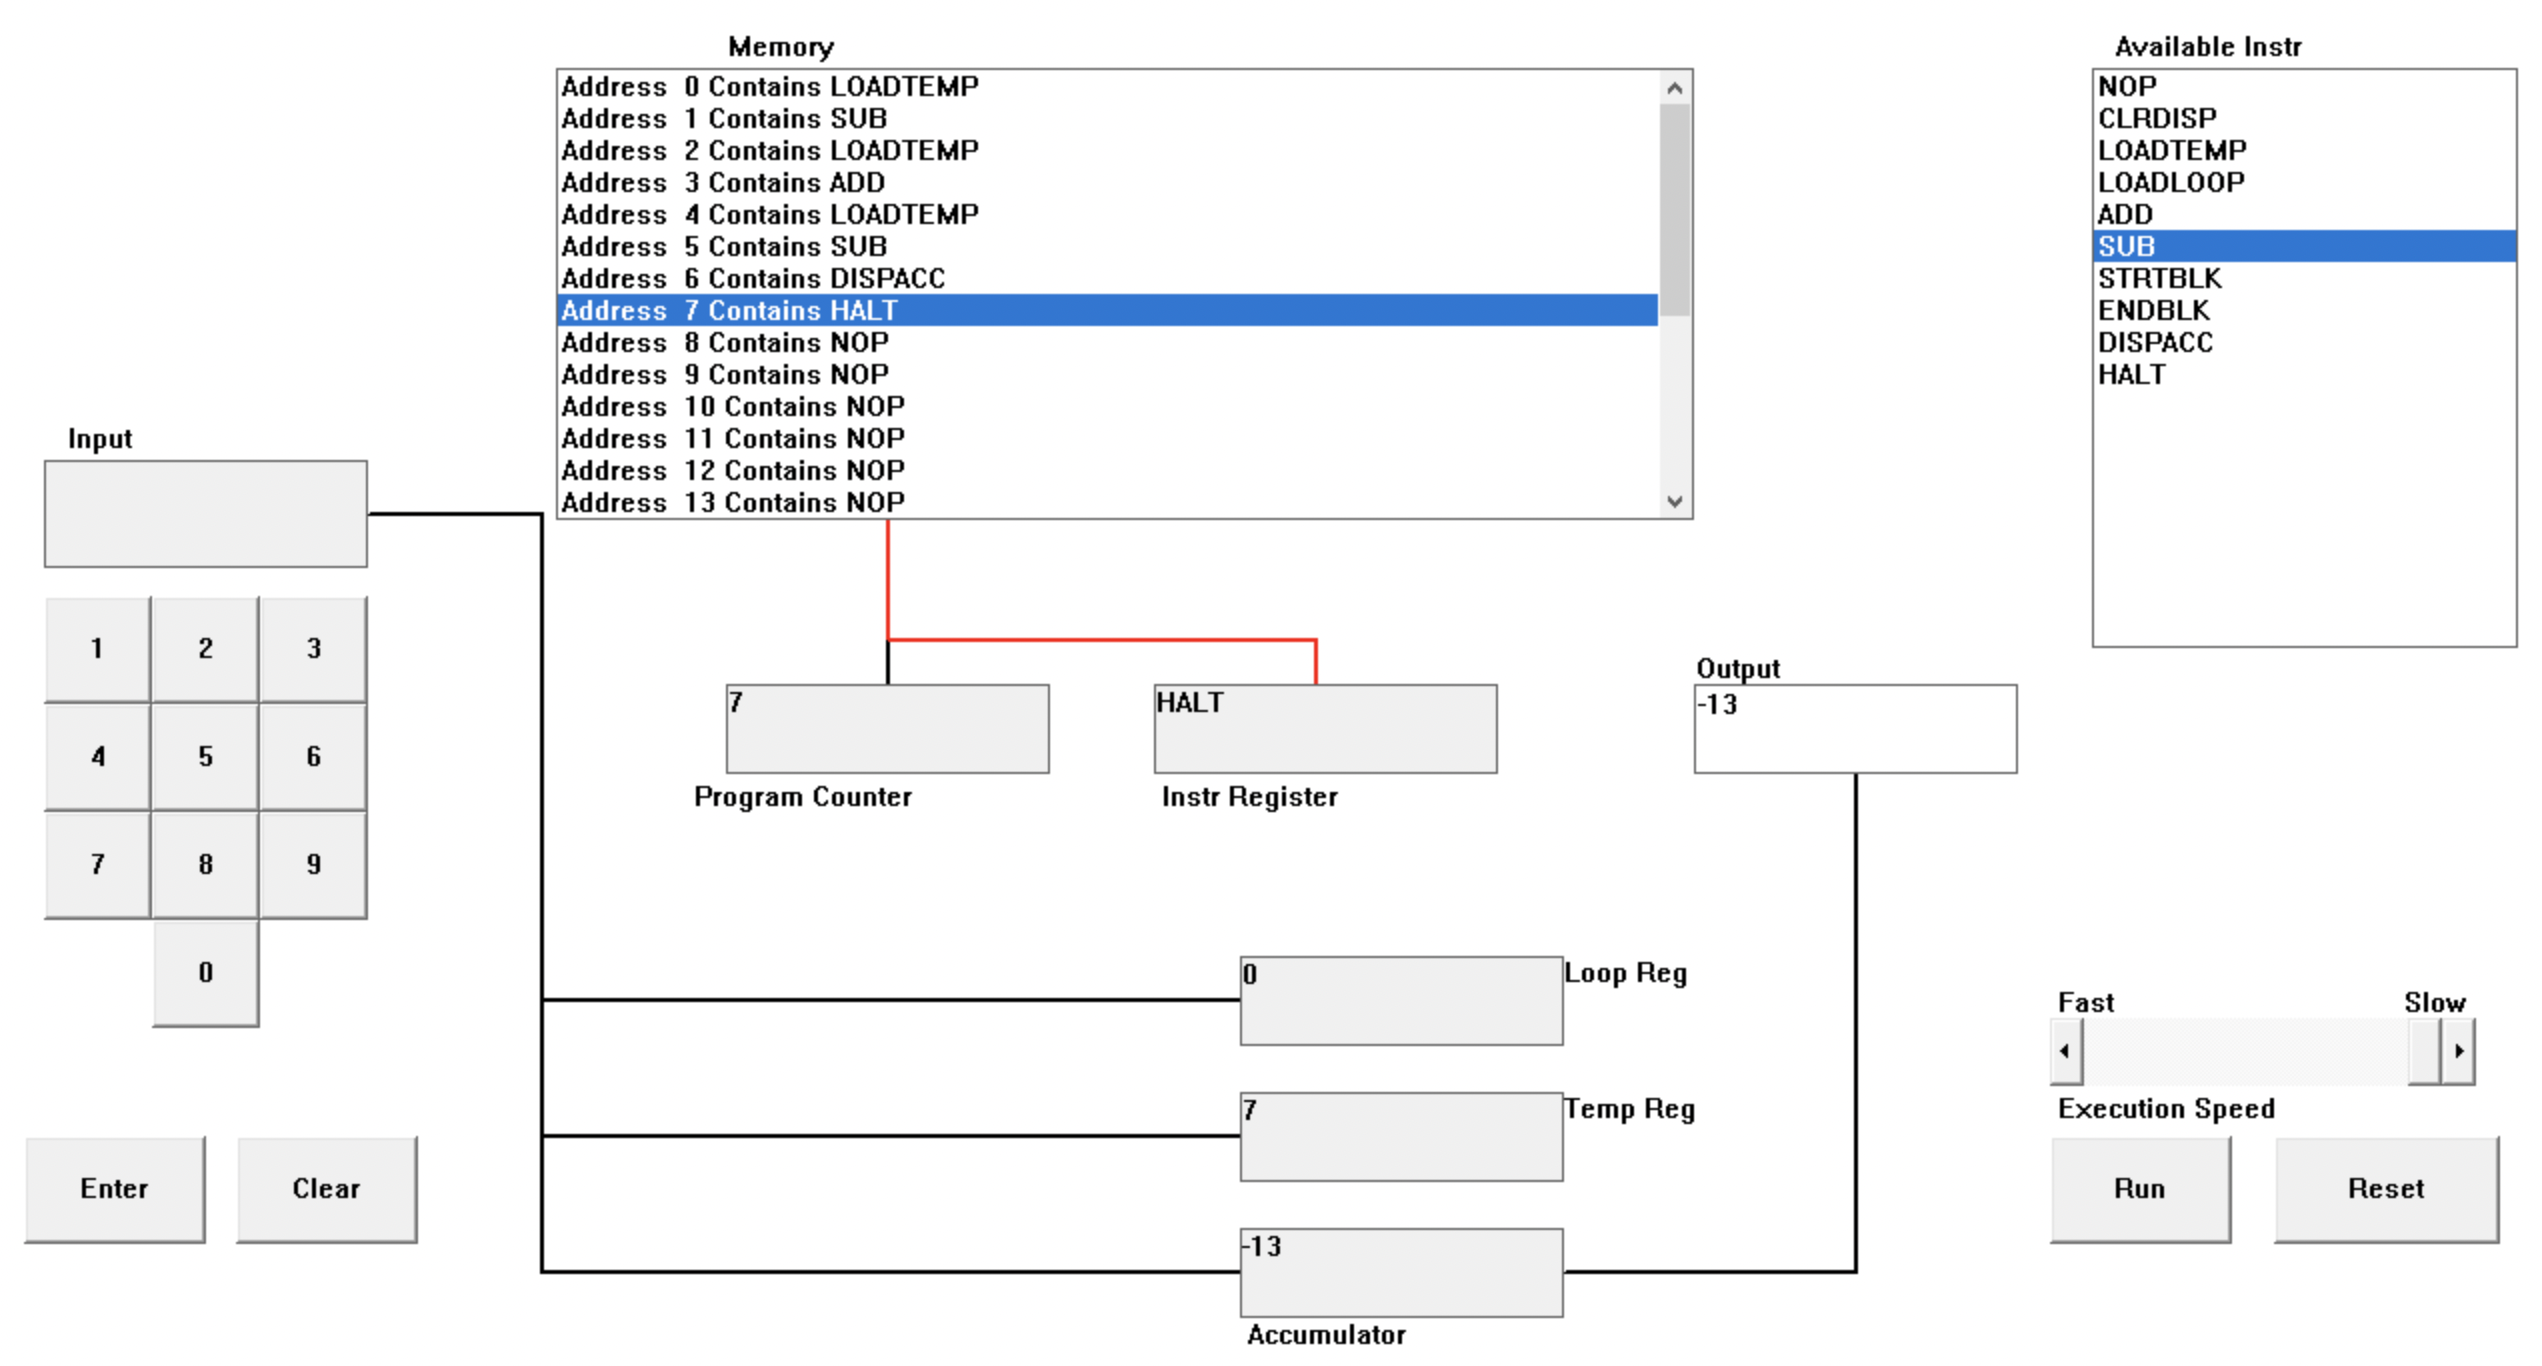 Memory
Address 0 Contains LOADTEMP
Address 1 Contains SUB
Address 2 Contains LOADTEMP
Address 3 Contains ADD
Address 4 Contains LOADTEMP
Address 5 Contains SUB
Address 6 Contains DISPACC
Address 7 Contains HALT
Address 8 Contains NOP
Address 9 Contains NOP
Address 10 Contains NOP
Address 11 Contains NOP
Address 12 Contains NOP
Address 13 Contains NOP
Available Instr
NOP
CLRDISP
LOADTEMP
LOADLOOP
ADD
SUB
STRTBLK
ENDBLK
DISPACC
HALT
Input
1 2 3
4 5 6
7 8 9
0
Enter Clear
7
Program Counter
HALT
Instr Register
Output
-13
0
Loop Reg
7
Temp Reg
-13
Accumulator
Fast Slow
Execution Speed
Run Reset